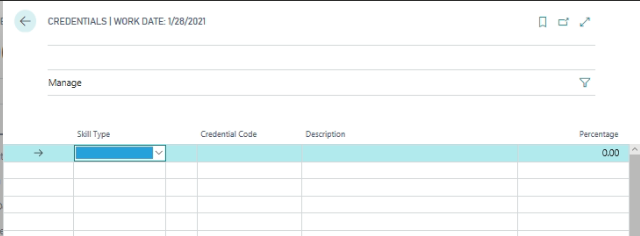 CREDENTIALS | WORK DATE: 1/28/2021
Manage
Skill Type Credential Code Description Percentage
0.00